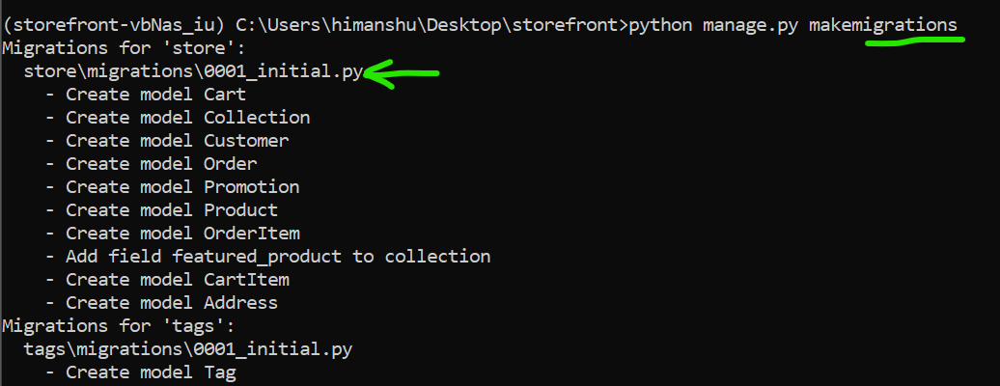 (storefront-vbNas_iu) C:\Users\himanshu\Desktop\storefront>python manage.py makemigrations
Migrations for 'store':
  store\migrations\0001_initial.py
    - Create model Cart
    - Create model Collection
    - Create model Customer
    - Create model Order
    - Create model Promotion
    - Create model Product
    - Create model OrderItem
    - Add field featured_product to collection
    - Create model CartItem
    - Create model Address
Migrations for 'tags':
  tags\migrations\0001_initial.py
    - Create model Tag